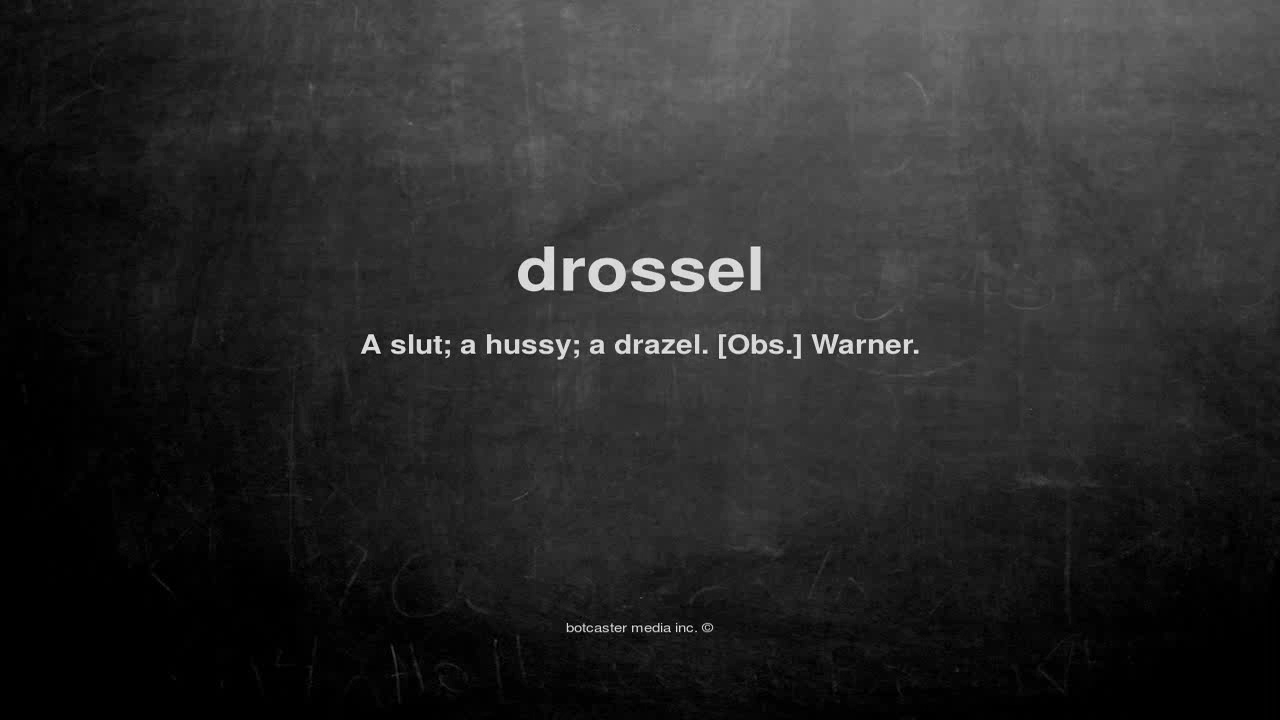 drossel
A slut; a hussy; a drazel. [Obs.] Warner.
botcaster media inc. ©